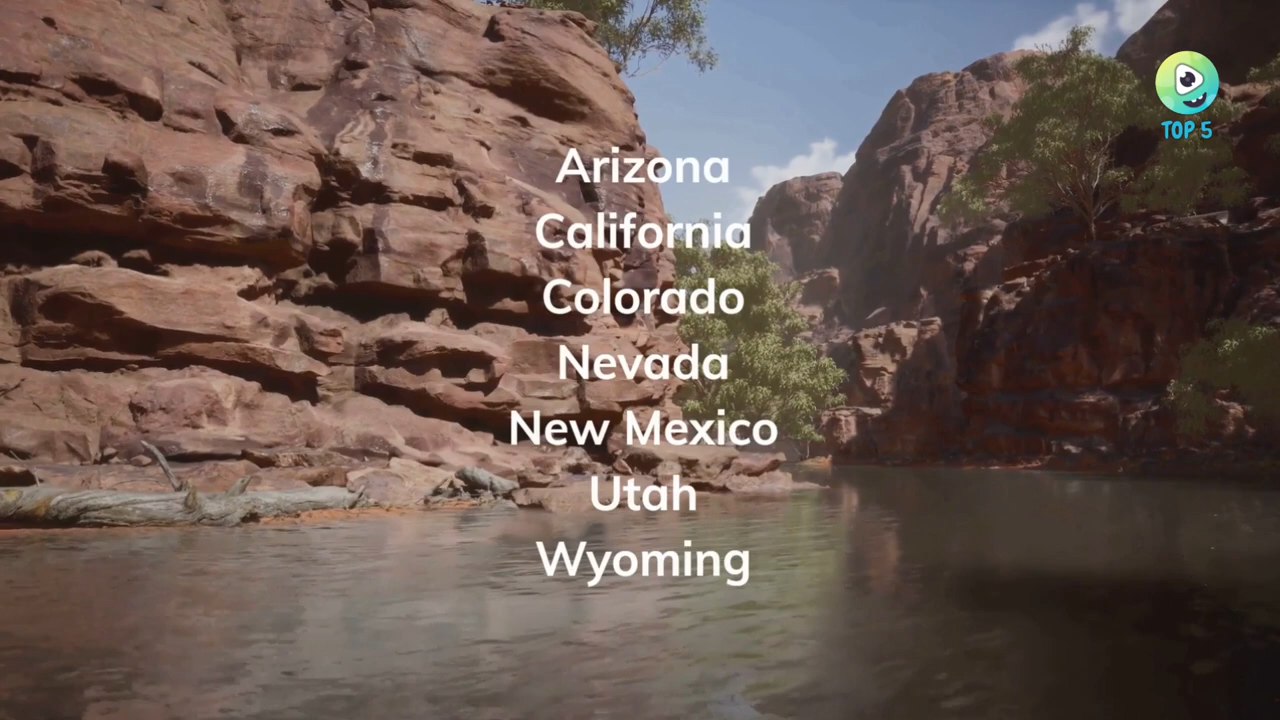 TOP 5
Arizona
California
Colorado
Nevada
New Mexico
Utah
Wyoming